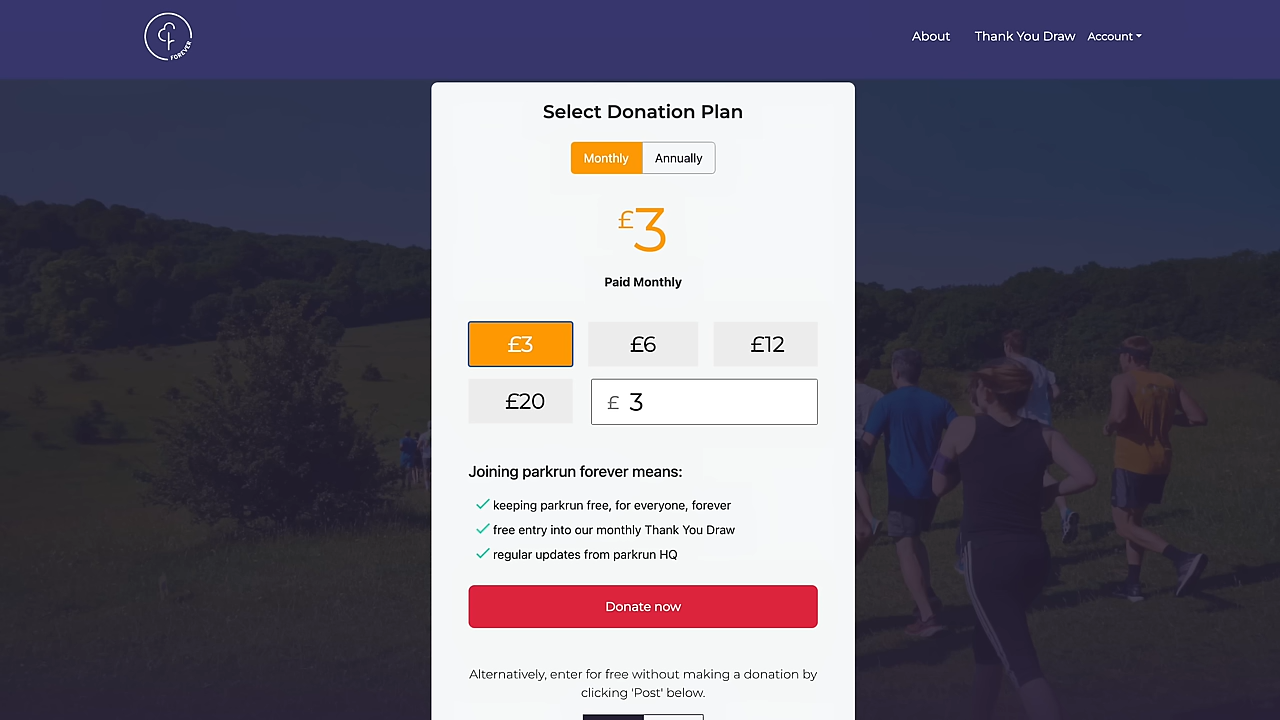 FOREVER
About
Thank You Draw
Account
Select Donation Plan
Monthly
Annually
£3
Paid Monthly
£3
£6
£12
£20
£ 3
Joining parkrun forever means:
keeping parkrun free, for everyone, forever
free entry into our monthly Thank You Draw
regular updates from parkrun HQ
Donate now
Alternatively, enter for free without making a donation by
clicking 'Post' below.